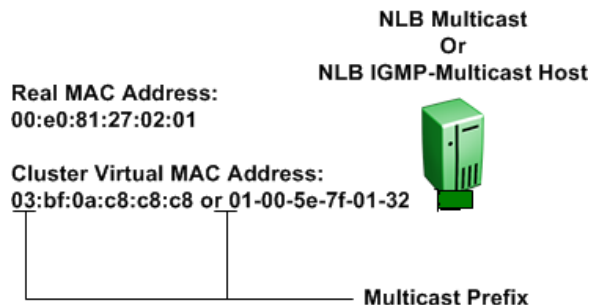 NLB Multicast
Or
NLB IGMP-Multicast Host
Real MAC Address:
00:e0:81:27:02:01
Cluster Virtual MAC Address:
03:bf:0a:c8:c8:c8 or 01-00-5e-7f-01-32
Multicast Prefix